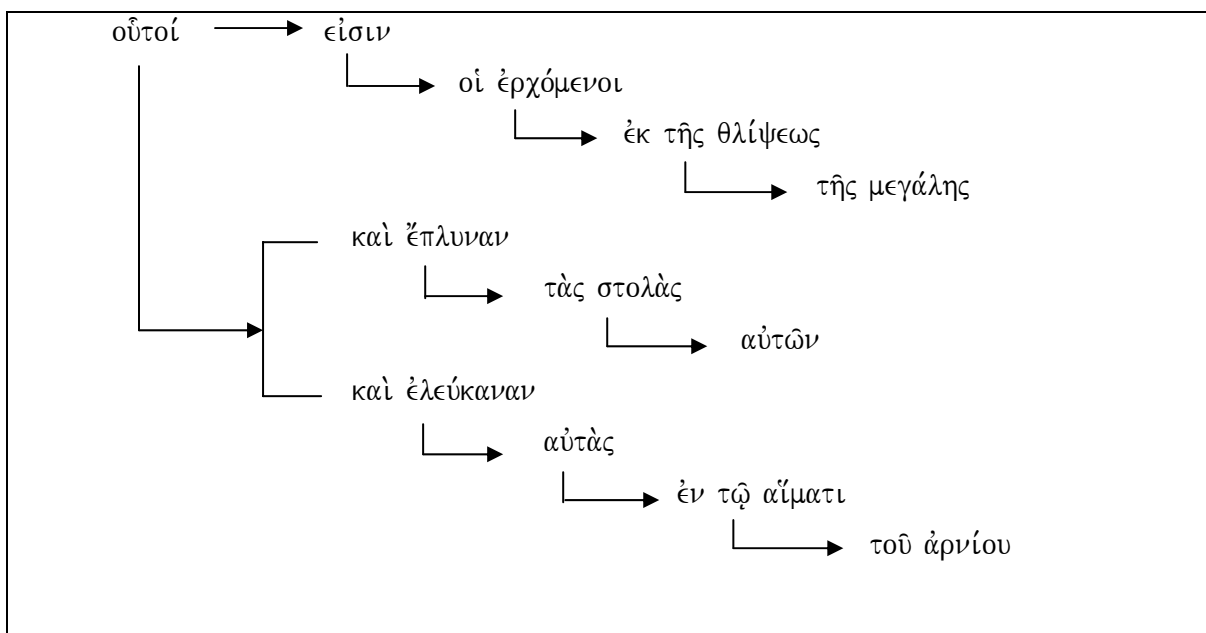 οὗτοί εἰσιν
οἱ ἐρχόμενοι
ἐκ τῆς θλίψεως
τῆς μεγάλης
καὶ ἔπλυναν
τὰς στολὰς
αὐτῶν
καὶ ἐλεύκαναν
αὐτὰς
ἐν τῷ αἵματι
τοῦ ἀρνίου